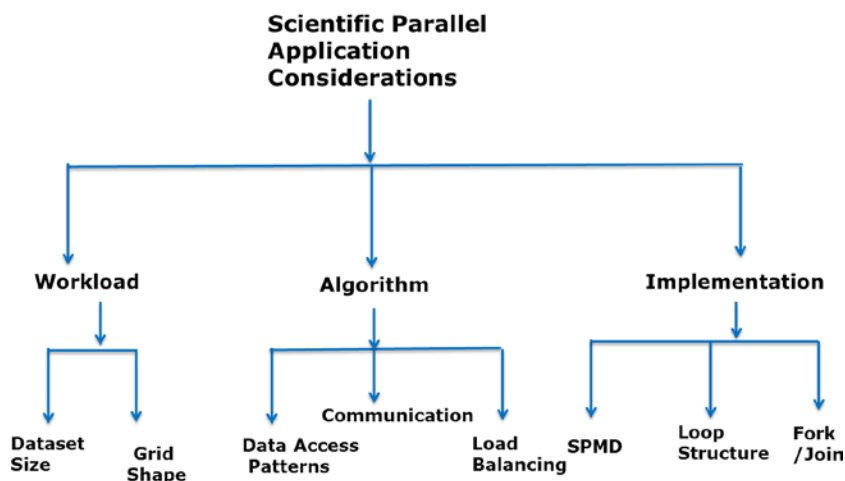 Scientific Parallel
Application
Considerations
Workload
Algorithm
Implementation
Dataset
Size
Grid
Shape
Data Access
Patterns
Communication
Load
Balancing
SPMD
Loop
Structure
Fork
/Join